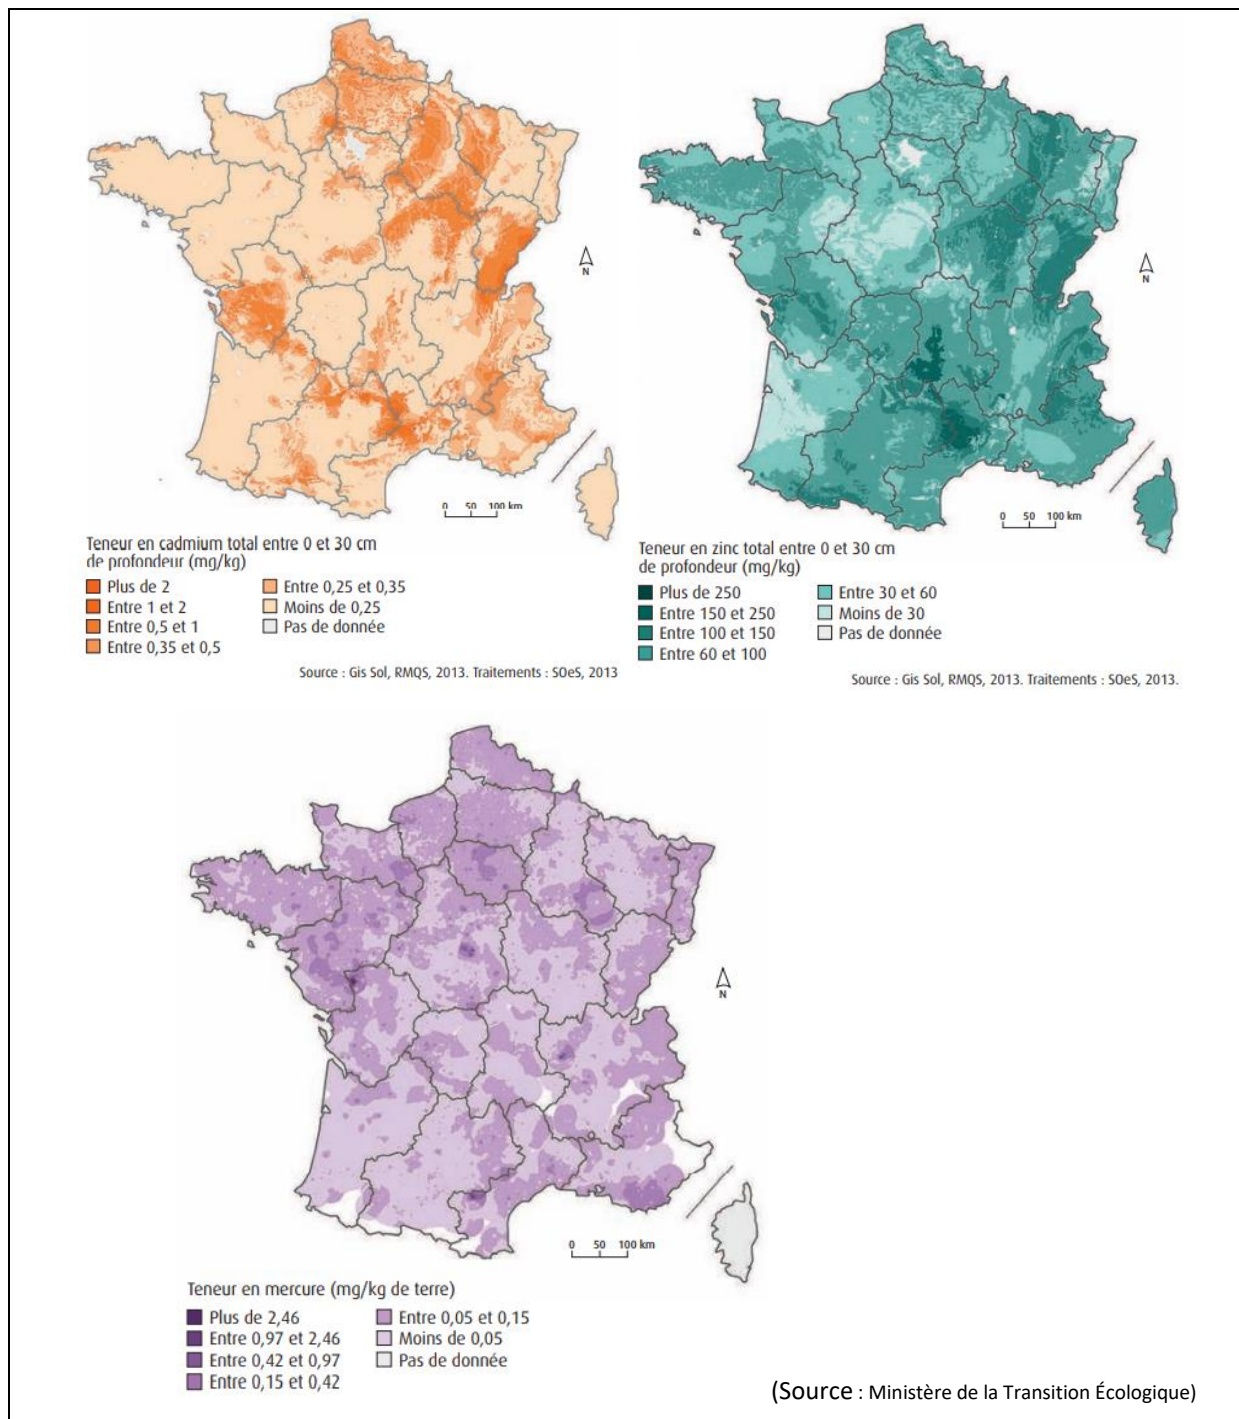 N
0 50 100 km
Teneur en cadmium total entre 0 et 30 cm
de profondeur (mg/kg)
Plus de 2
Entre 1 et 2
Entre 0,5 et 1
Entre 0,35 et 0,5
Entre 0,25 et 0,35
Moins de 0,25
Pas de donnée
Source : Gis Sol, RMQS, 2013. Traitements : SOeS, 2013
N
0 50 100 km
Teneur en zinc total entre 0 et 30 cm
de profondeur (mg/kg)
Plus de 250
Entre 150 et 250
Entre 100 et 150
Entre 60 et 100
Entre 30 et 60
Moins de 30
Pas de donnée
Source : Gis Sol, RMQS, 2013. Traitements : SOeS, 2013.
N
0 50 100 km
Teneur en mercure (mg/kg de terre)
Plus de 2,46
Entre 0,97 et 2,46
Entre 0,42 et 0,97
Entre 0,15 et 0,42
Entre 0,05 et 0,15
Moins de 0,05
Pas de donnée
(Source : Ministère de la Transition Écologique)